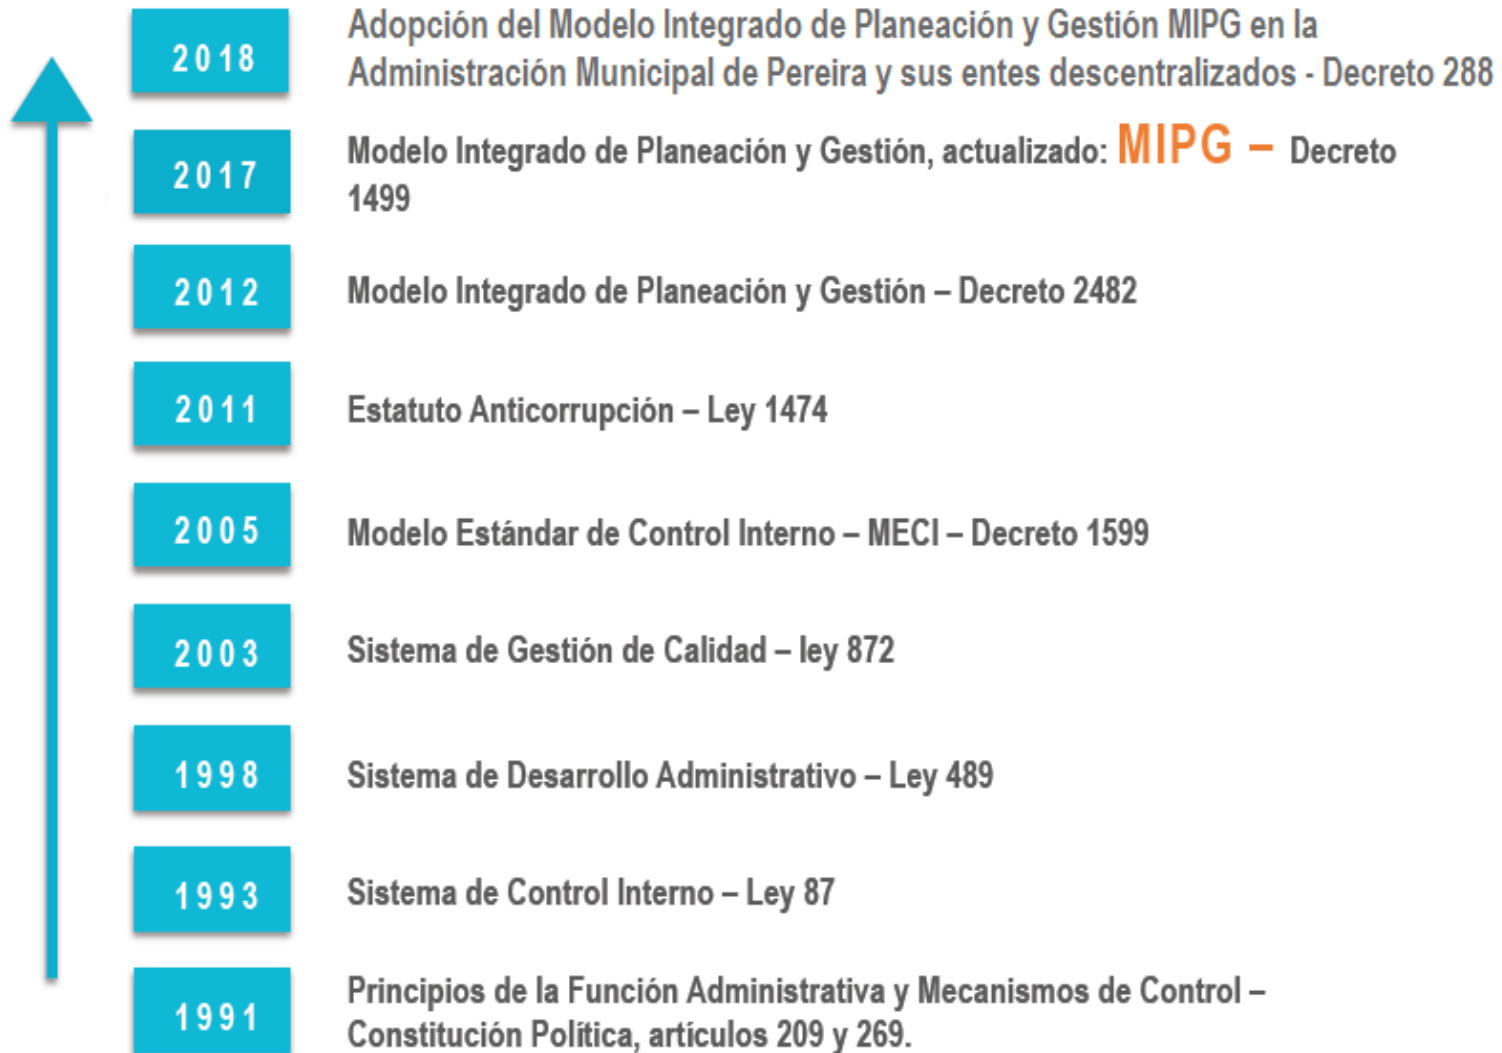 2018
Adopción del Modelo Integrado de Planeación y Gestión MIPG en la
Administración Municipal de Pereira y sus entes descentralizados - Decreto 288
2017
Modelo Integrado de Planeación y Gestión, actualizado: MIPG – Decreto
1499
2012
Modelo Integrado de Planeación y Gestión – Decreto 2482
2011
Estatuto Anticorrupción – Ley 1474
2005
Modelo Estándar de Control Interno – MECI – Decreto 1599
2003
Sistema de Gestión de Calidad – ley 872
1998
Sistema de Desarrollo Administrativo – Ley 489
1993
Sistema de Control Interno – Ley 87
1991
Principios de la Función Administrativa y Mecanismos de Control –
Constitución Política, artículos 209 y 269.